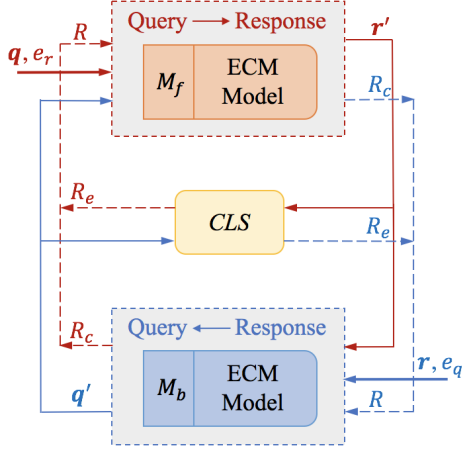 Query → Response
R
q, e_r
M_f
ECM
Model
r′
R_c
R_e
CLS
R_e
R_c
Query ← Response
M_b
ECM
Model
r, e_q
q′
R